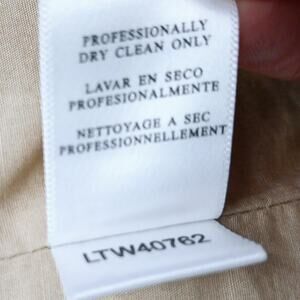 PROFESSIONALLY
DRY CLEAN ONLY
LAVAR EN SECO
PROFESIONALMENTE
NETTOYAGE A SEC
PROFESSIONNELLEMENT
LTW40762